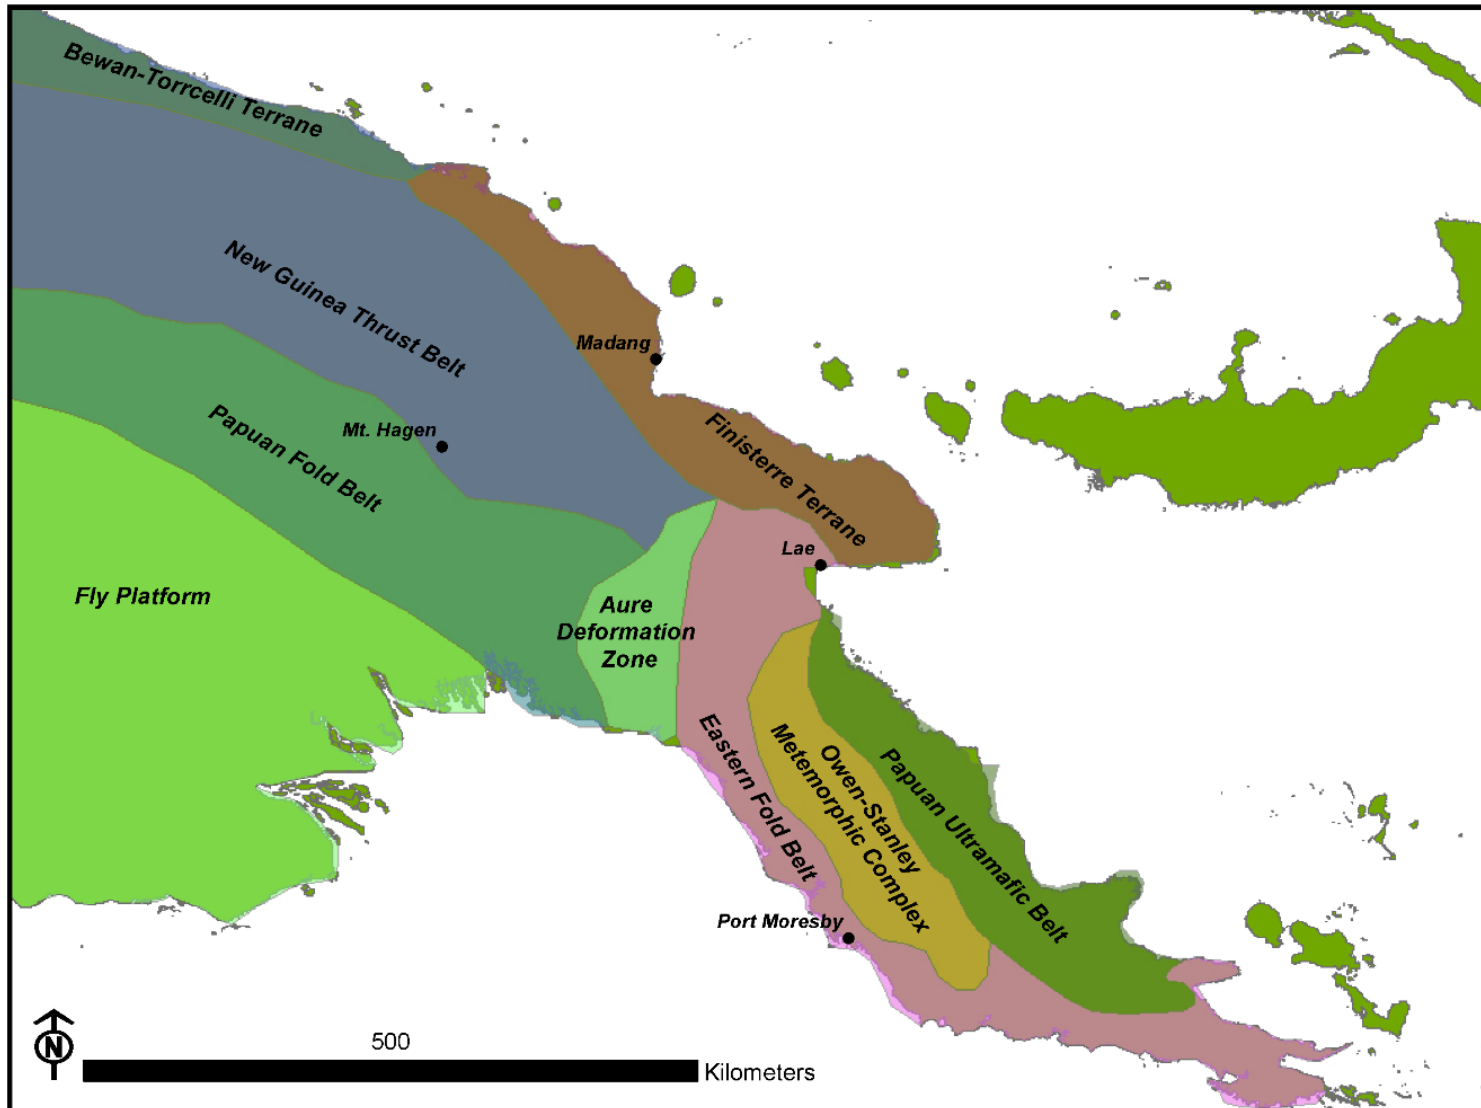 Bewan-Torrcelli Terrane
New Guinea Thrust Belt
Madang
Papuan Fold Belt
Mt. Hagen
Finisterre Terrane
Lae
Fly Platform
Aure
Deformation
Zone
Eastern Fold Belt
Owen-Stanley
Metemorphic Complex
Papuan Ultramafic Belt
Port Moresby
N
500
Kilometers